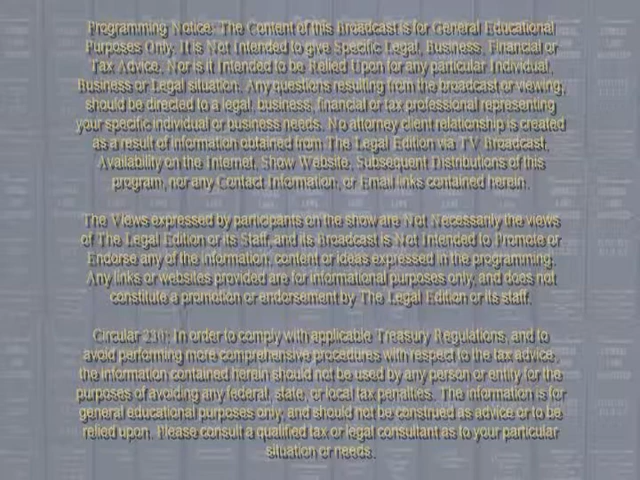 Programming Notice: The Content of this Broadcast is for General Educational
Purposes Only. It is Not Intended to give Specific Legal, Business, Financial or
Tax Advice. Nor is it Intended to be Relied Upon for any particular Individual,
Business or Legal situation. Any questions resulting from the broadcast or viewing,
should be directed to a legal, business, financial or tax professional representing
your specific individual or business needs. No attorney client relationship is created
as a result of information obtained from The Legal Edition via TV Broadcast,
Availability on the Internet, Show Website, Subsequent Distributions of this
program, nor any Contact Information, or Email links contained herein.
The Views expressed by participants on the show are Not Necessarily the views
of The Legal Edition or its Staff, and its Broadcast is Not Intended to Promote or
Endorse any of the information, content or ideas expressed in the programming.
Any links or websites provided are for informational purposes only, and does not
constitute a promotion or endorsement by The Legal Edition or its staff.
Circular 230: In order to comply with applicable Treasury Regulations, and to
avoid performing more comprehensive procedures with respect to the tax advice,
the information contained herein should not be used by any person or entity for the
purposes of avoiding any federal, state, or local tax penalties. The information is for
general educational purposes only, and should not be construed as advice or to be
relied upon. Please consult a qualified tax or legal consultant as to your particular
situation or needs.